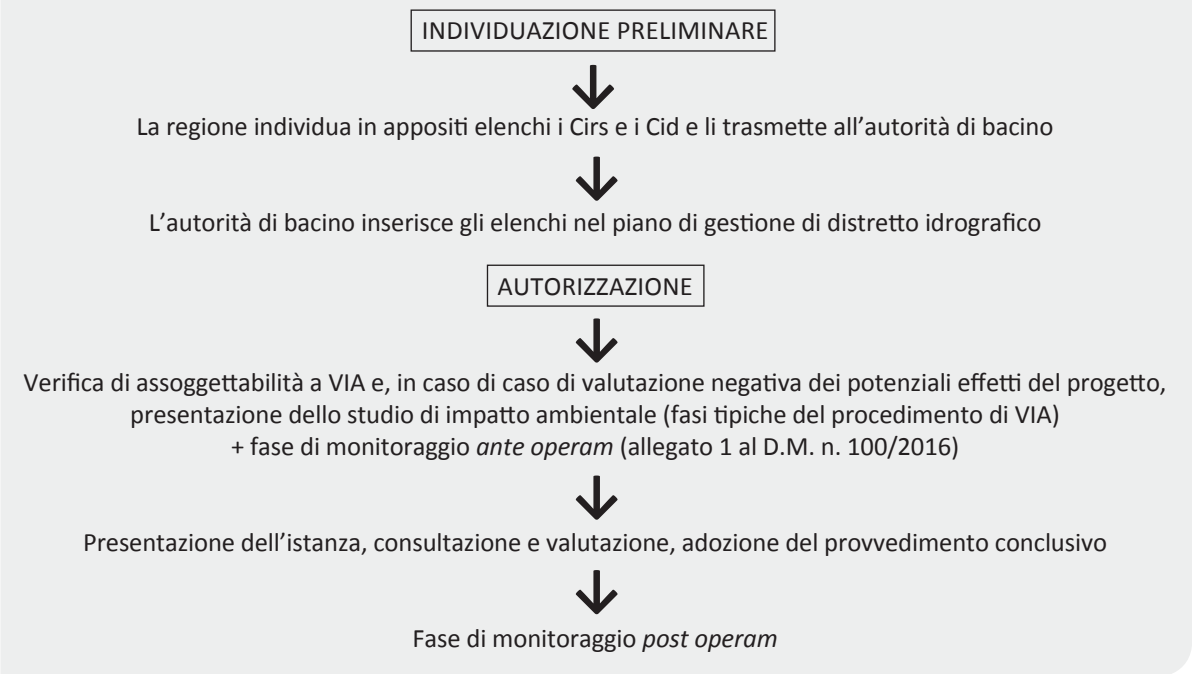 INDIVIDUAZIONE PRELIMINARE
La regione individua in appositi elenchi i Cirs e i Cid e li trasmette all’autorità di bacino
L’autorità di bacino inserisce gli elenchi nel piano di gestione di distretto idrografico
AUTORIZZAZIONE
Verifica di assoggettabilità a VIA e, in caso di caso di valutazione negativa dei potenziali effetti del progetto,
presentazione dello studio di impatto ambientale (fasi tipiche del procedimento di VIA)
+ fase di monitoraggio ante operam (allegato 1 al D.M. n. 100/2016)
Presentazione dell’istanza, consultazione e valutazione, adozione del provvedimento conclusivo
Fase di monitoraggio post operam